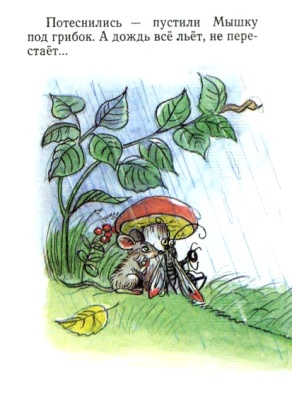 Потеснились — пустили Мышку
под грибок. А дождь всё льёт, не пере-
стаёт...